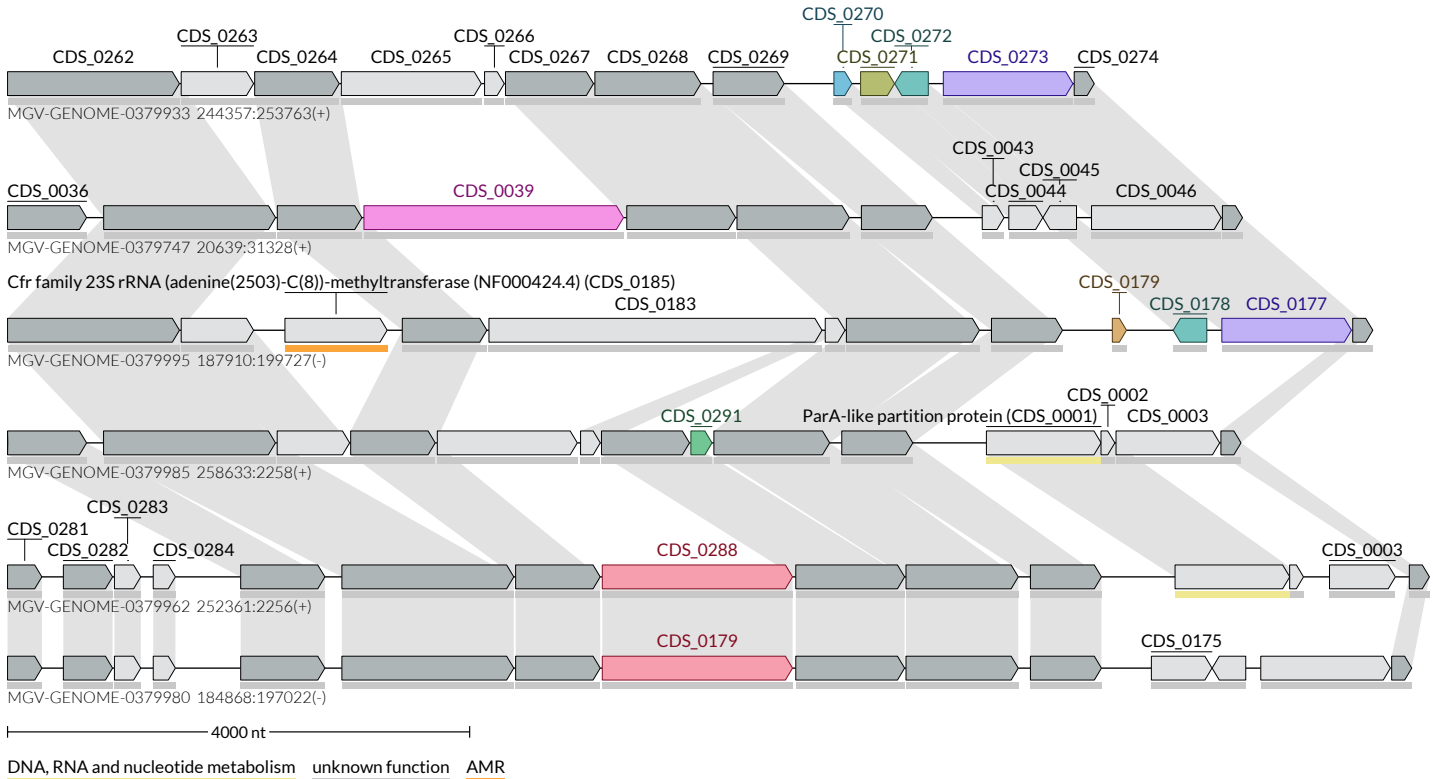 CDS_0270
CDS_0263 CDS_0266 CDS_0272
CDS_0262 CDS_0264 CDS_0265 CDS_0267 CDS_0268 CDS_0269 CDS_0271 CDS_0273 CDS_0274
MGV-GENOME-0379933 244357:253763(+)
CDS_0043
CDS_0045
CDS_0036 CDS_0039 CDS_0044 CDS_0046
MGV-GENOME-0379747 20639:31328(+)
Cfr family 23S rRNA (adenine(2503)-C(8))-methyltransferase (NF000424.4) (CDS_0185) CDS_0179
CDS_0183 CDS_0178 CDS_0177
MGV-GENOME-0379995 187910:199727(-)
CDS_0002
CDS_0291 ParA-like partition protein (CDS_0001) CDS_0003
MGV-GENOME-0379985 258633:2258(+)
CDS_0283
CDS_0281
CDS_0282 CDS_0284 CDS_0288 CDS_0003
MGV-GENOME-0379962 252361:2256(+)
CDS_0179 CDS_0175
MGV-GENOME-0379980 184868:197022(-)
4000 nt
DNA, RNA and nucleotide metabolism unknown function AMR